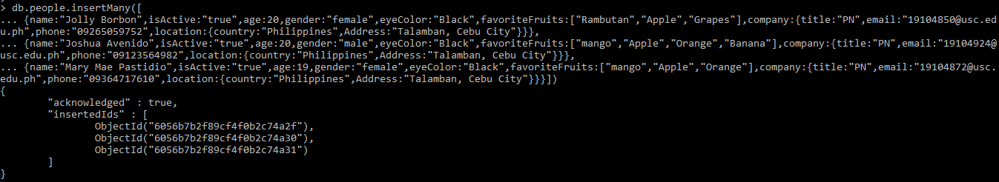 > db.people.insertMany([
... {name:"Jolly Borbon",isActive:"true",age:20,gender:"female",eyeColor:"Black",favoriteFruits:["Rambutan","Apple","Grapes"],company:{title:"PN",email:"19104850@usc.ed
u.ph",phone:"09265059752",location:{country:"Philippines",Address:"Talamban, Cebu City"}}},
... {name:"Joshua Avenido",isActive:"true",age:20,gender:"male",eyeColor:"Black",favoriteFruits:["mango","Apple","Orange","Banana"],company:{title:"PN",email:"19104924@
usc.edu.ph",phone:"09123564982",location:{country:"Philippines",Address:"Talamban, Cebu City"}}},
... {name:"Mary Mae Pastidio",isActive:"true",age:19,gender:"female",eyeColor:"Black",favoriteFruits:["mango","Apple","Orange"],company:{title:"PN",email:"19104872@usc.
edu.ph",phone:"09364717610",location:{country:"Philippines",Address:"Talamban, Cebu City"}}}])
{
        "acknowledged" : true,
        "insertedIds" : [
                ObjectId("6056b7b2f89cf4f0b2c74a2f"),
                ObjectId("6056b7b2f89cf4f0b2c74a30"),
                ObjectId("6056b7b2f89cf4f0b2c74a31")
        ]
}